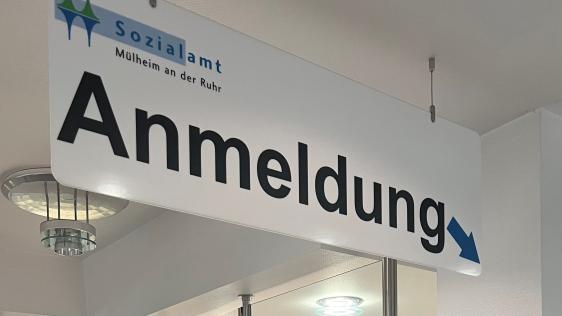 Sozialamt
Mülheim an der Ruhr
Anmeldung